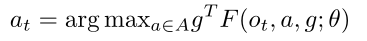 a_t = arg max_{a∈A} g^T F(o_t, a, g; θ)